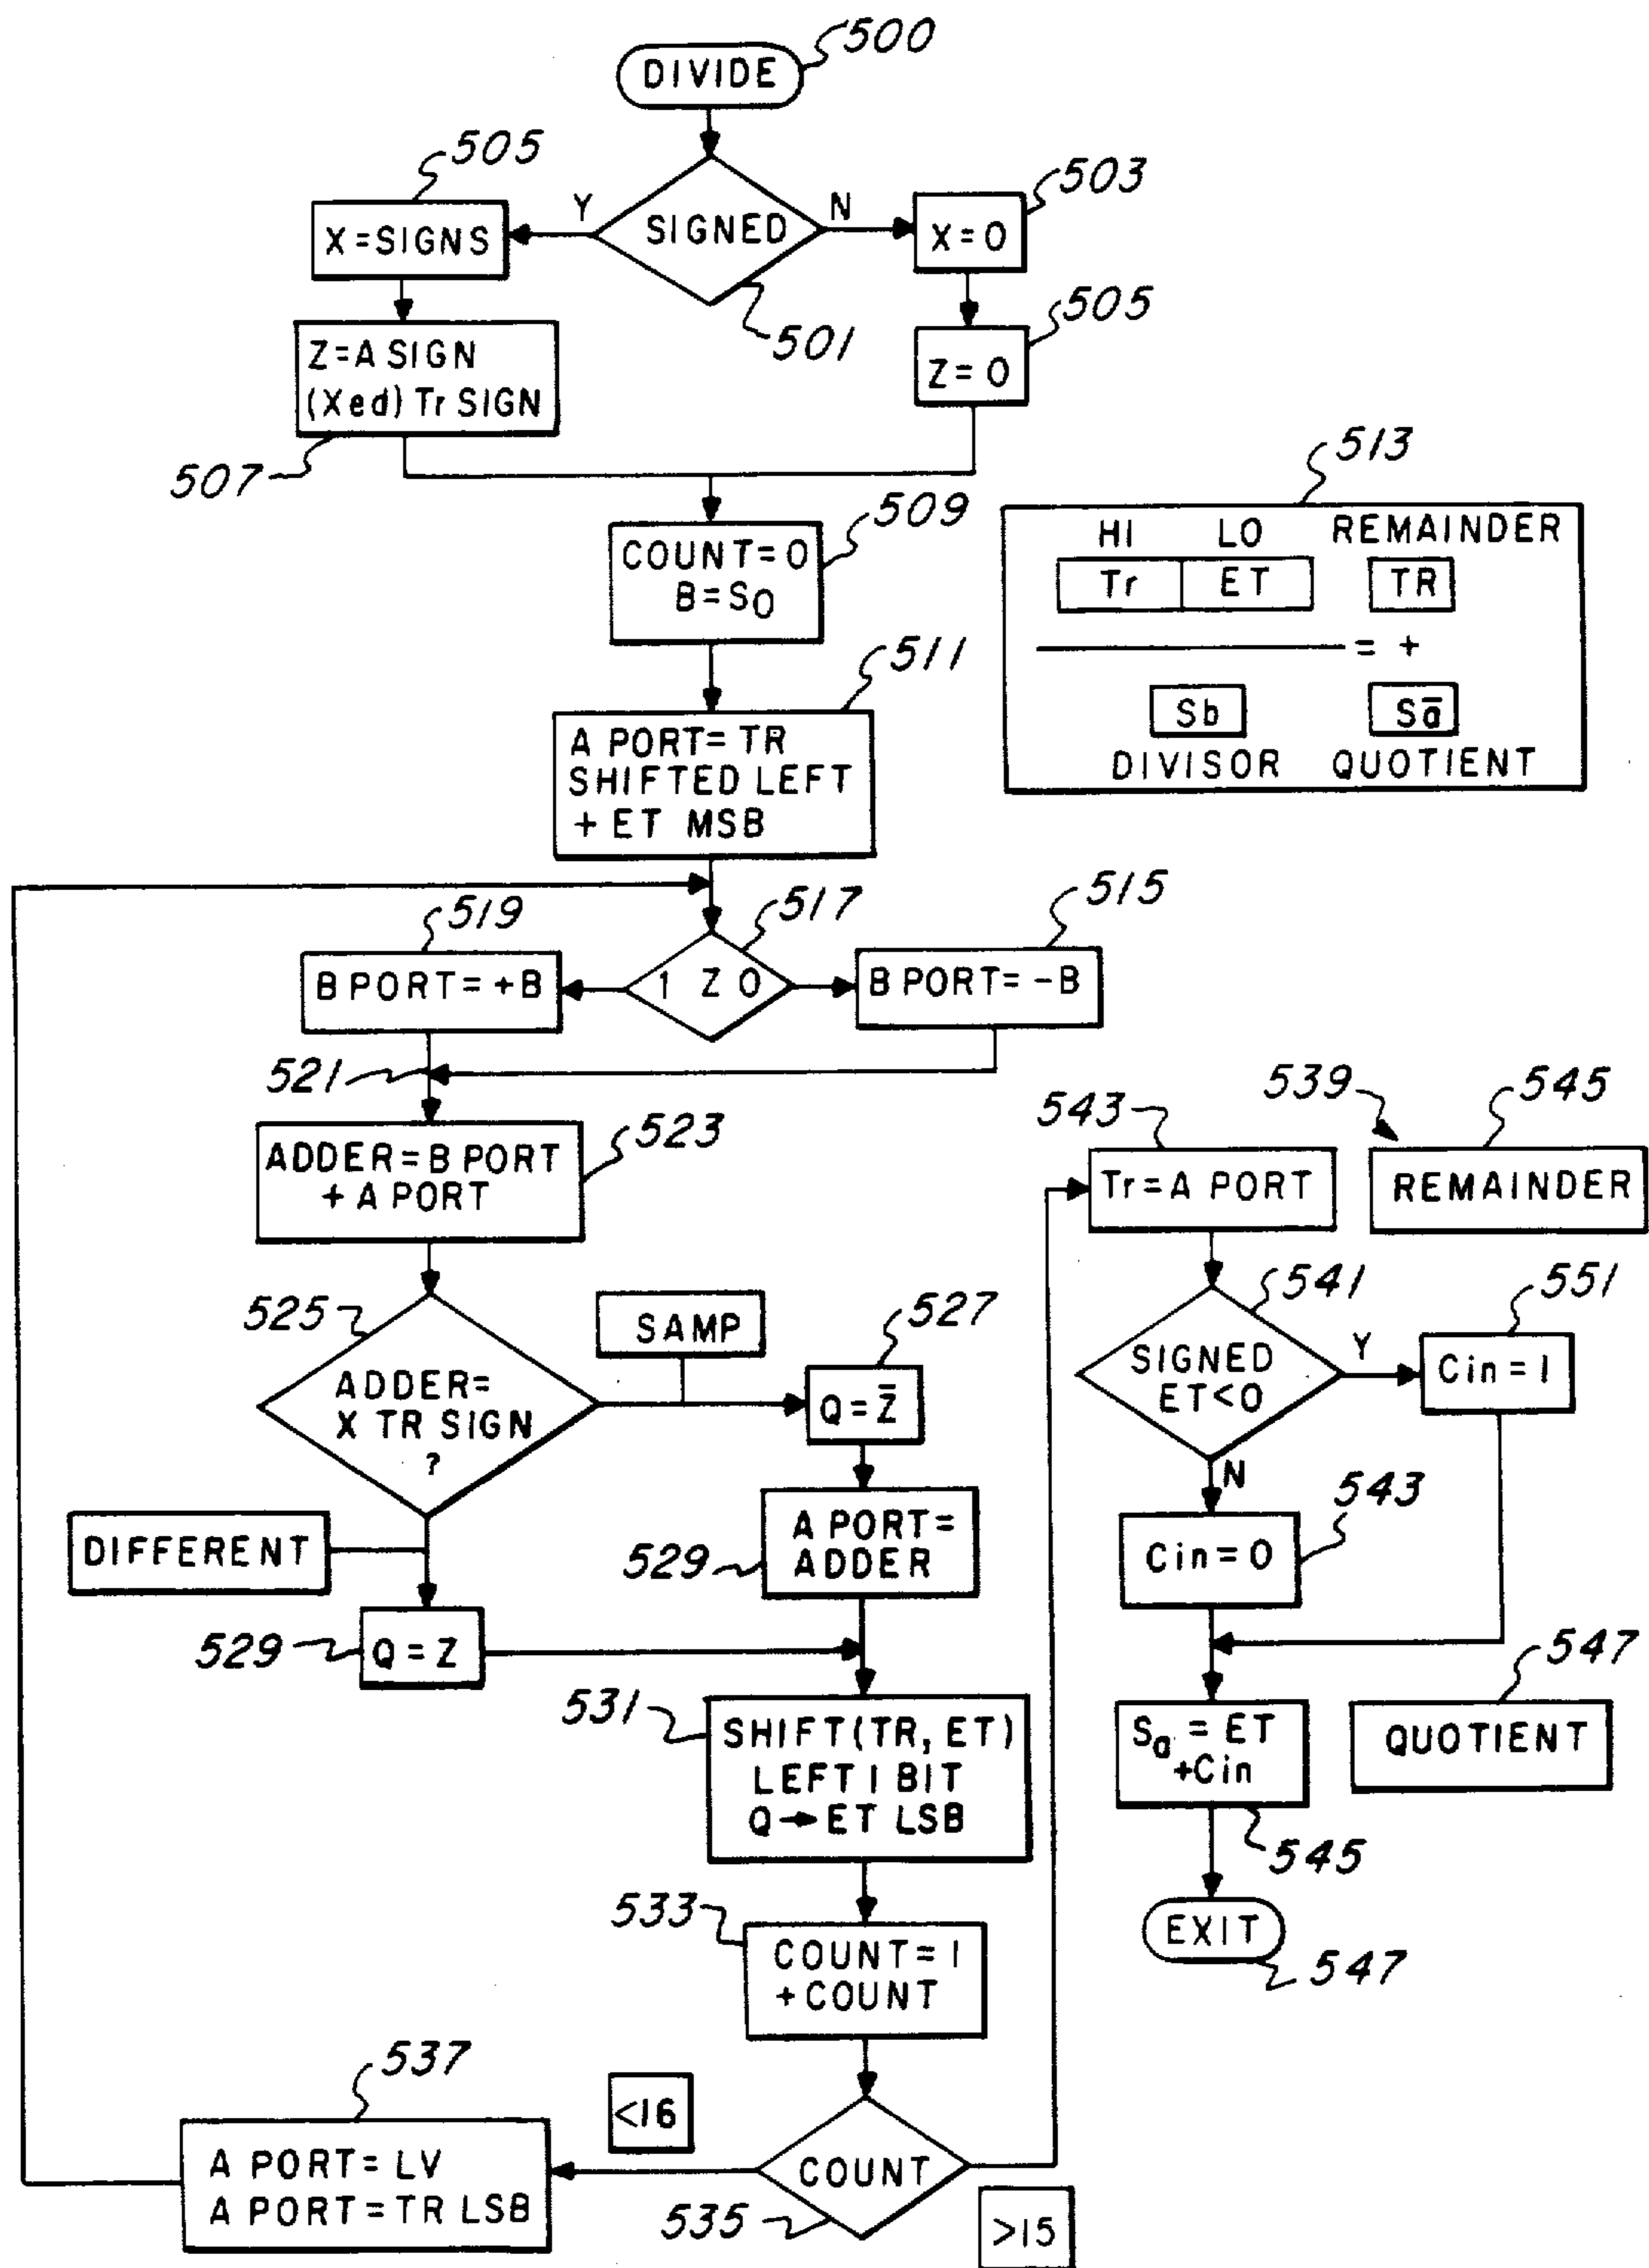 DIVIDE
500
505
503
X=SIGNS
Y
SIGNED
N
X=0
501
505
Z=A SIGN
(Xed) Tr SIGN
Z=0
507
509
COUNT=0
B=S0
513
HI LO REMAINDER
Tr ET TR
= +
Sb Sā
DIVISOR QUOTIENT
511
A PORT=TR
SHIFTED LEFT
+ ET MSB
519
517
515
B PORT=+B
1 Z 0
B PORT=-B
521
ADDER=B PORT
+ A PORT
523
543
539
545
Tr=A PORT
REMAINDER
525
ADDER=
X TR SIGN
?
SAMP
527
Q=Z̄
541
SIGNED
ET<0
Y
551
Cin=1
N
DIFFERENT
529
A PORT=
ADDER
543
Cin=0
529
Q=Z
531
SHIFT(TR, ET)
LEFT 1 BIT
Q→ET LSB
Sa = ET
+Cin
547
QUOTIENT
545
533
COUNT=1
+COUNT
EXIT
547
537
A PORT=LV
A PORT=TR LSB
<16
COUNT
535
>15